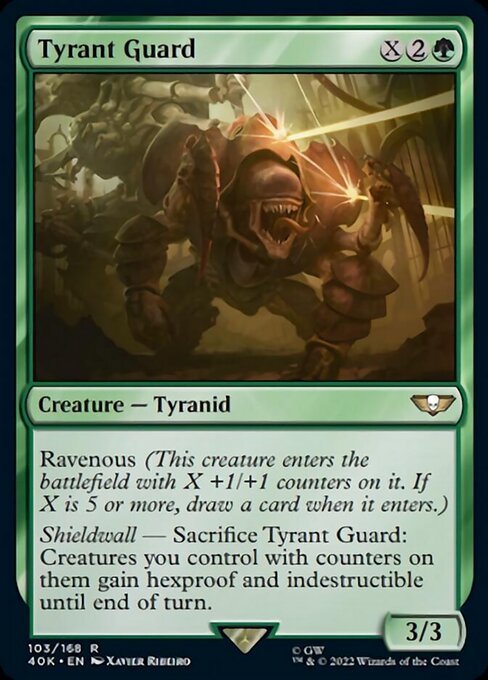 Tyrant Guard X 2
Creature — Tyranid
Ravenous (This creature enters the
battlefield with X +1/+1 counters on it. If
X is 5 or more, draw a card when it enters.)
Shieldwall — Sacrifice Tyrant Guard:
Creatures you control with counters on
them gain hexproof and indestructible
until end of turn.
3/3
103/168 R
40K • EN Xavier Ribeiro
© GW
™ & © 2022 Wizards of the Coast